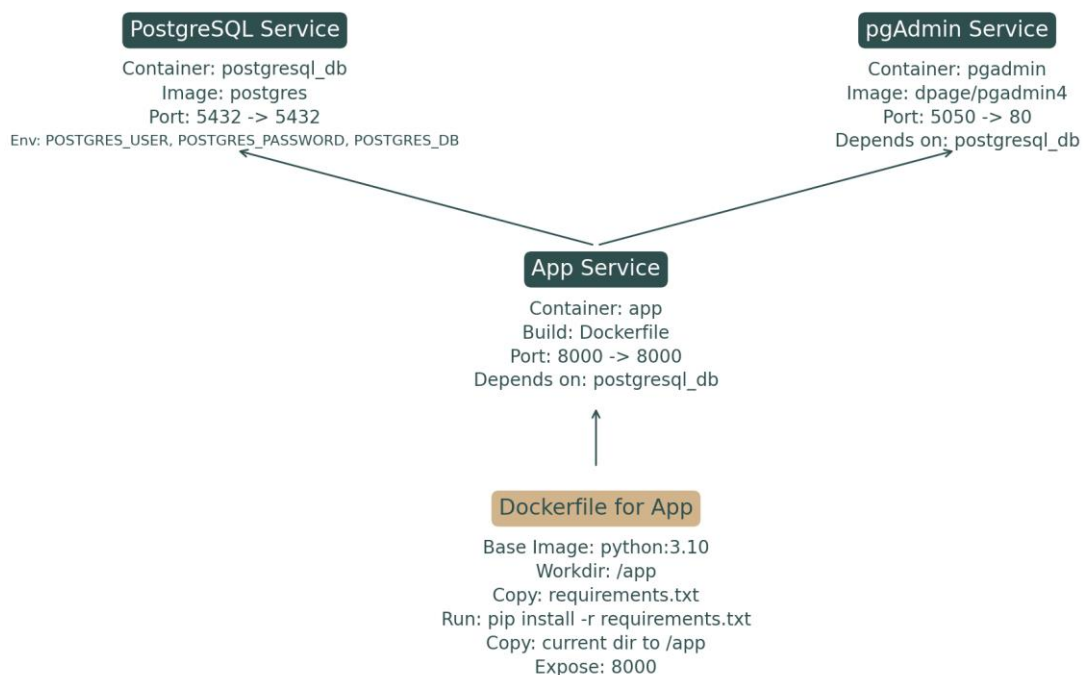 PostgreSQL Service
Container: postgresql_db
Image: postgres
Port: 5432 -> 5432
Env: POSTGRES_USER, POSTGRES_PASSWORD, POSTGRES_DB
pgAdmin Service
Container: pgadmin
Image: dpage/pgadmin4
Port: 5050 -> 80
Depends on: postgresql_db
App Service
Container: app
Build: Dockerfile
Port: 8000 -> 8000
Depends on: postgresql_db
Dockerfile for App
Base Image: python:3.10
Workdir: /app
Copy: requirements.txt
Run: pip install -r requirements.txt
Copy: current dir to /app
Expose: 8000